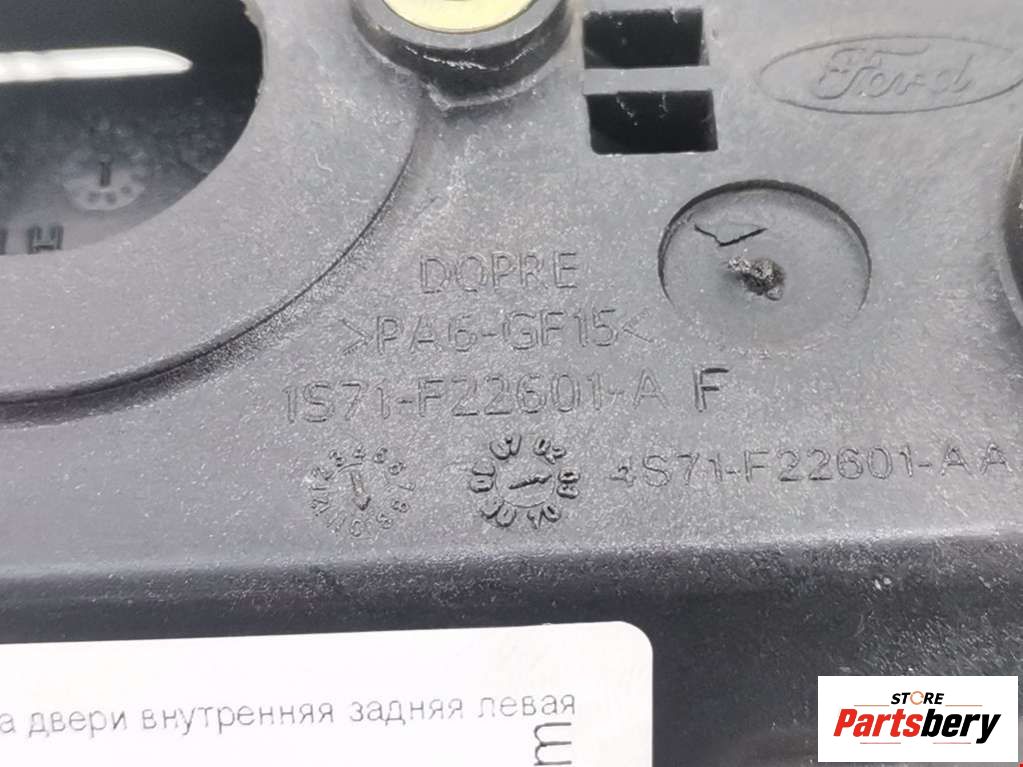 Ford
H
DOPRE
>PA6-GF15<
1S71-F22601-A F
4S71-F22601-AA
а двери внутренняя задняя левая
m
STORE
Partsbery